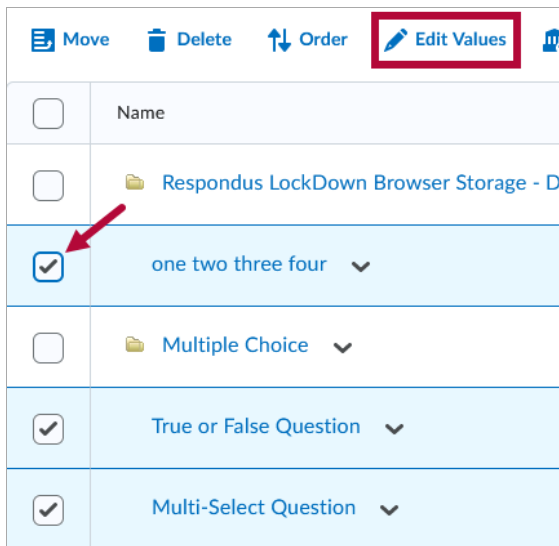 Move Delete Order Edit Values
Name
Respondus LockDown Browser Storage - D
one two three four
Multiple Choice
True or False Question
Multi-Select Question